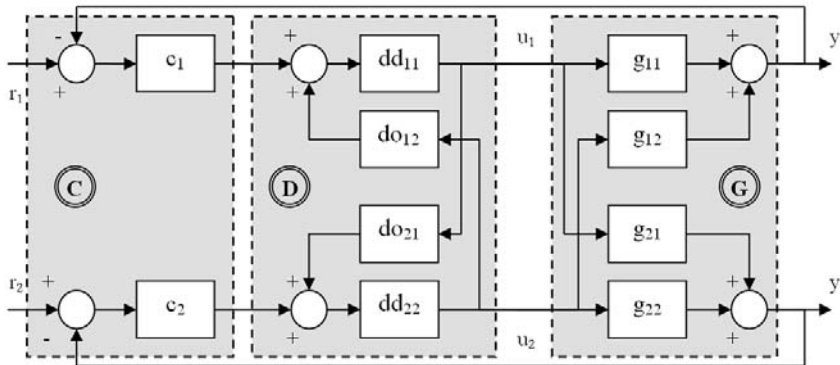 - + u₁ y
c₁ dd₁₁ g₁₁
+ + +
r₁ + +
do₁₂ g₁₂
C D G
do₂₁ g₂₁
r₂ + + +
c₂ dd₂₂ g₂₂ y
- + +
u₂